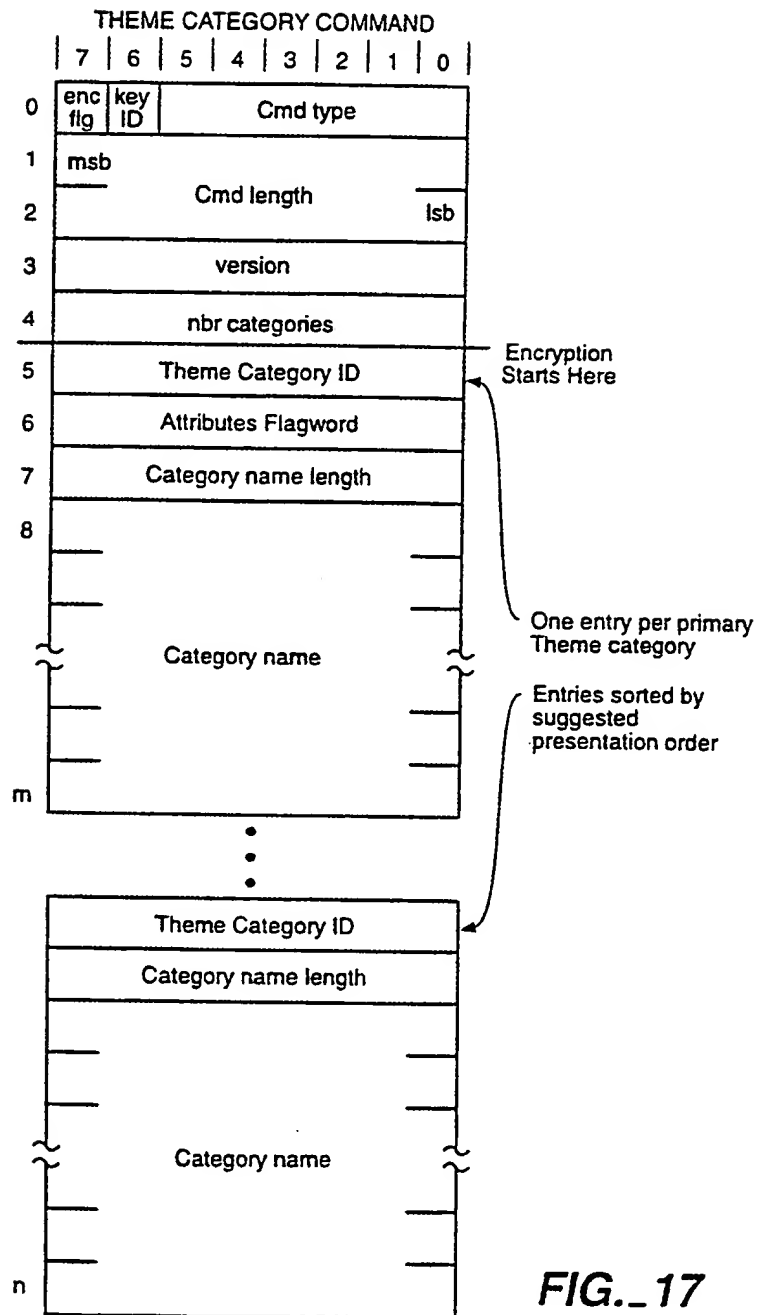 THEME CATEGORY COMMAND
7 6 5 4 3 2 1 0
0 enc flg key ID Cmd type
1 msb
Cmd length
2 lsb
3 version
4 nbr categories
Encryption
Starts Here
5 Theme Category ID
6 Attributes Flagword
7 Category name length
8
One entry per primary
Theme category
Category name
Entries sorted by
suggested
presentation order
m
Theme Category ID
Category name length
Category name
n
FIG._17